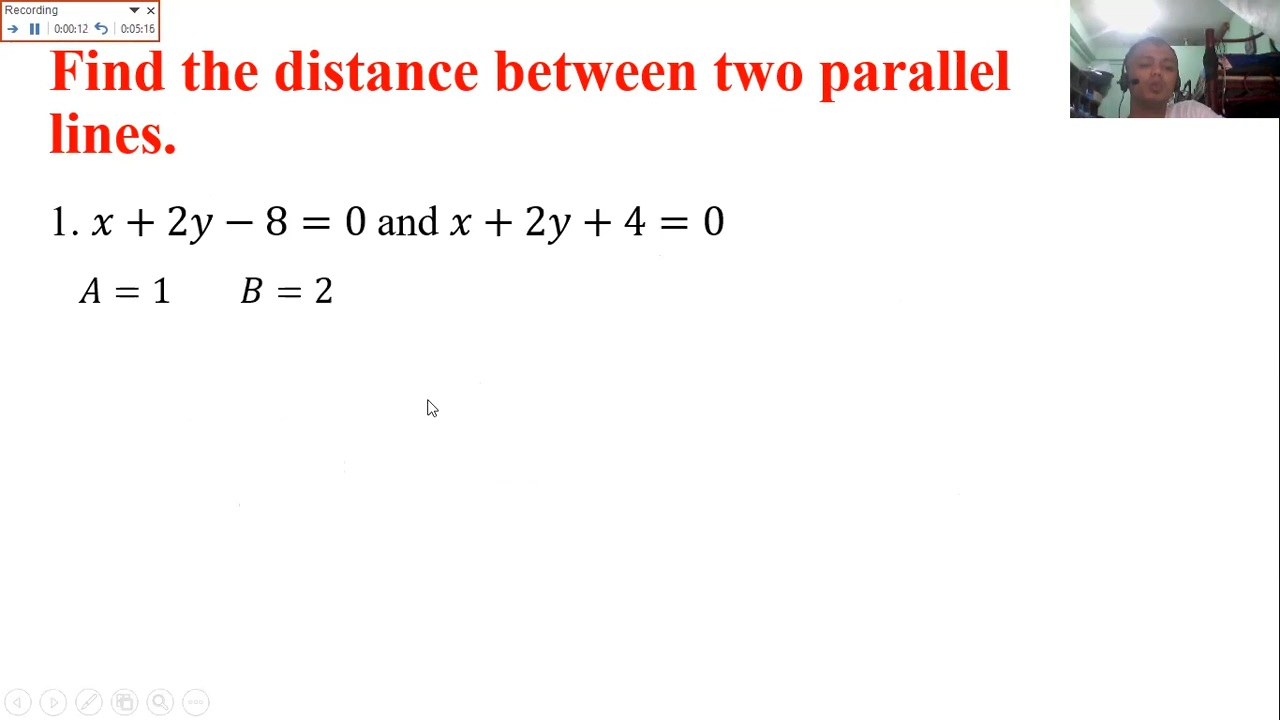 Recording
0:00:12 0:05:16
Find the distance between two parallel
lines.
1. x + 2y − 8 = 0 and x + 2y + 4 = 0
A = 1 B = 2